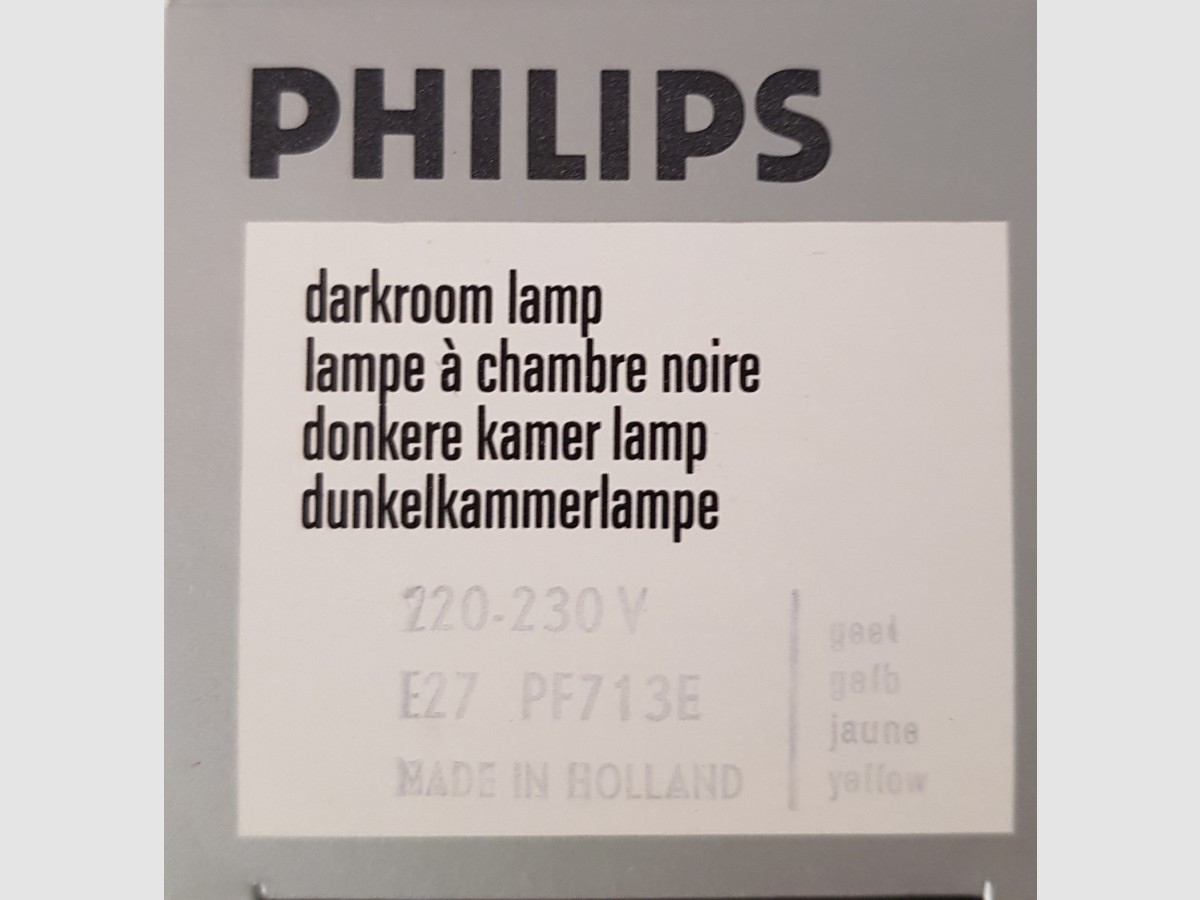 PHILIPS
darkroom lamp
lampe à chambre noire
donkere kamer lamp
dunkelkammerlampe
220-230 V
E27 PF713E
MADE IN HOLLAND
geel
gelb
jaune
yellow